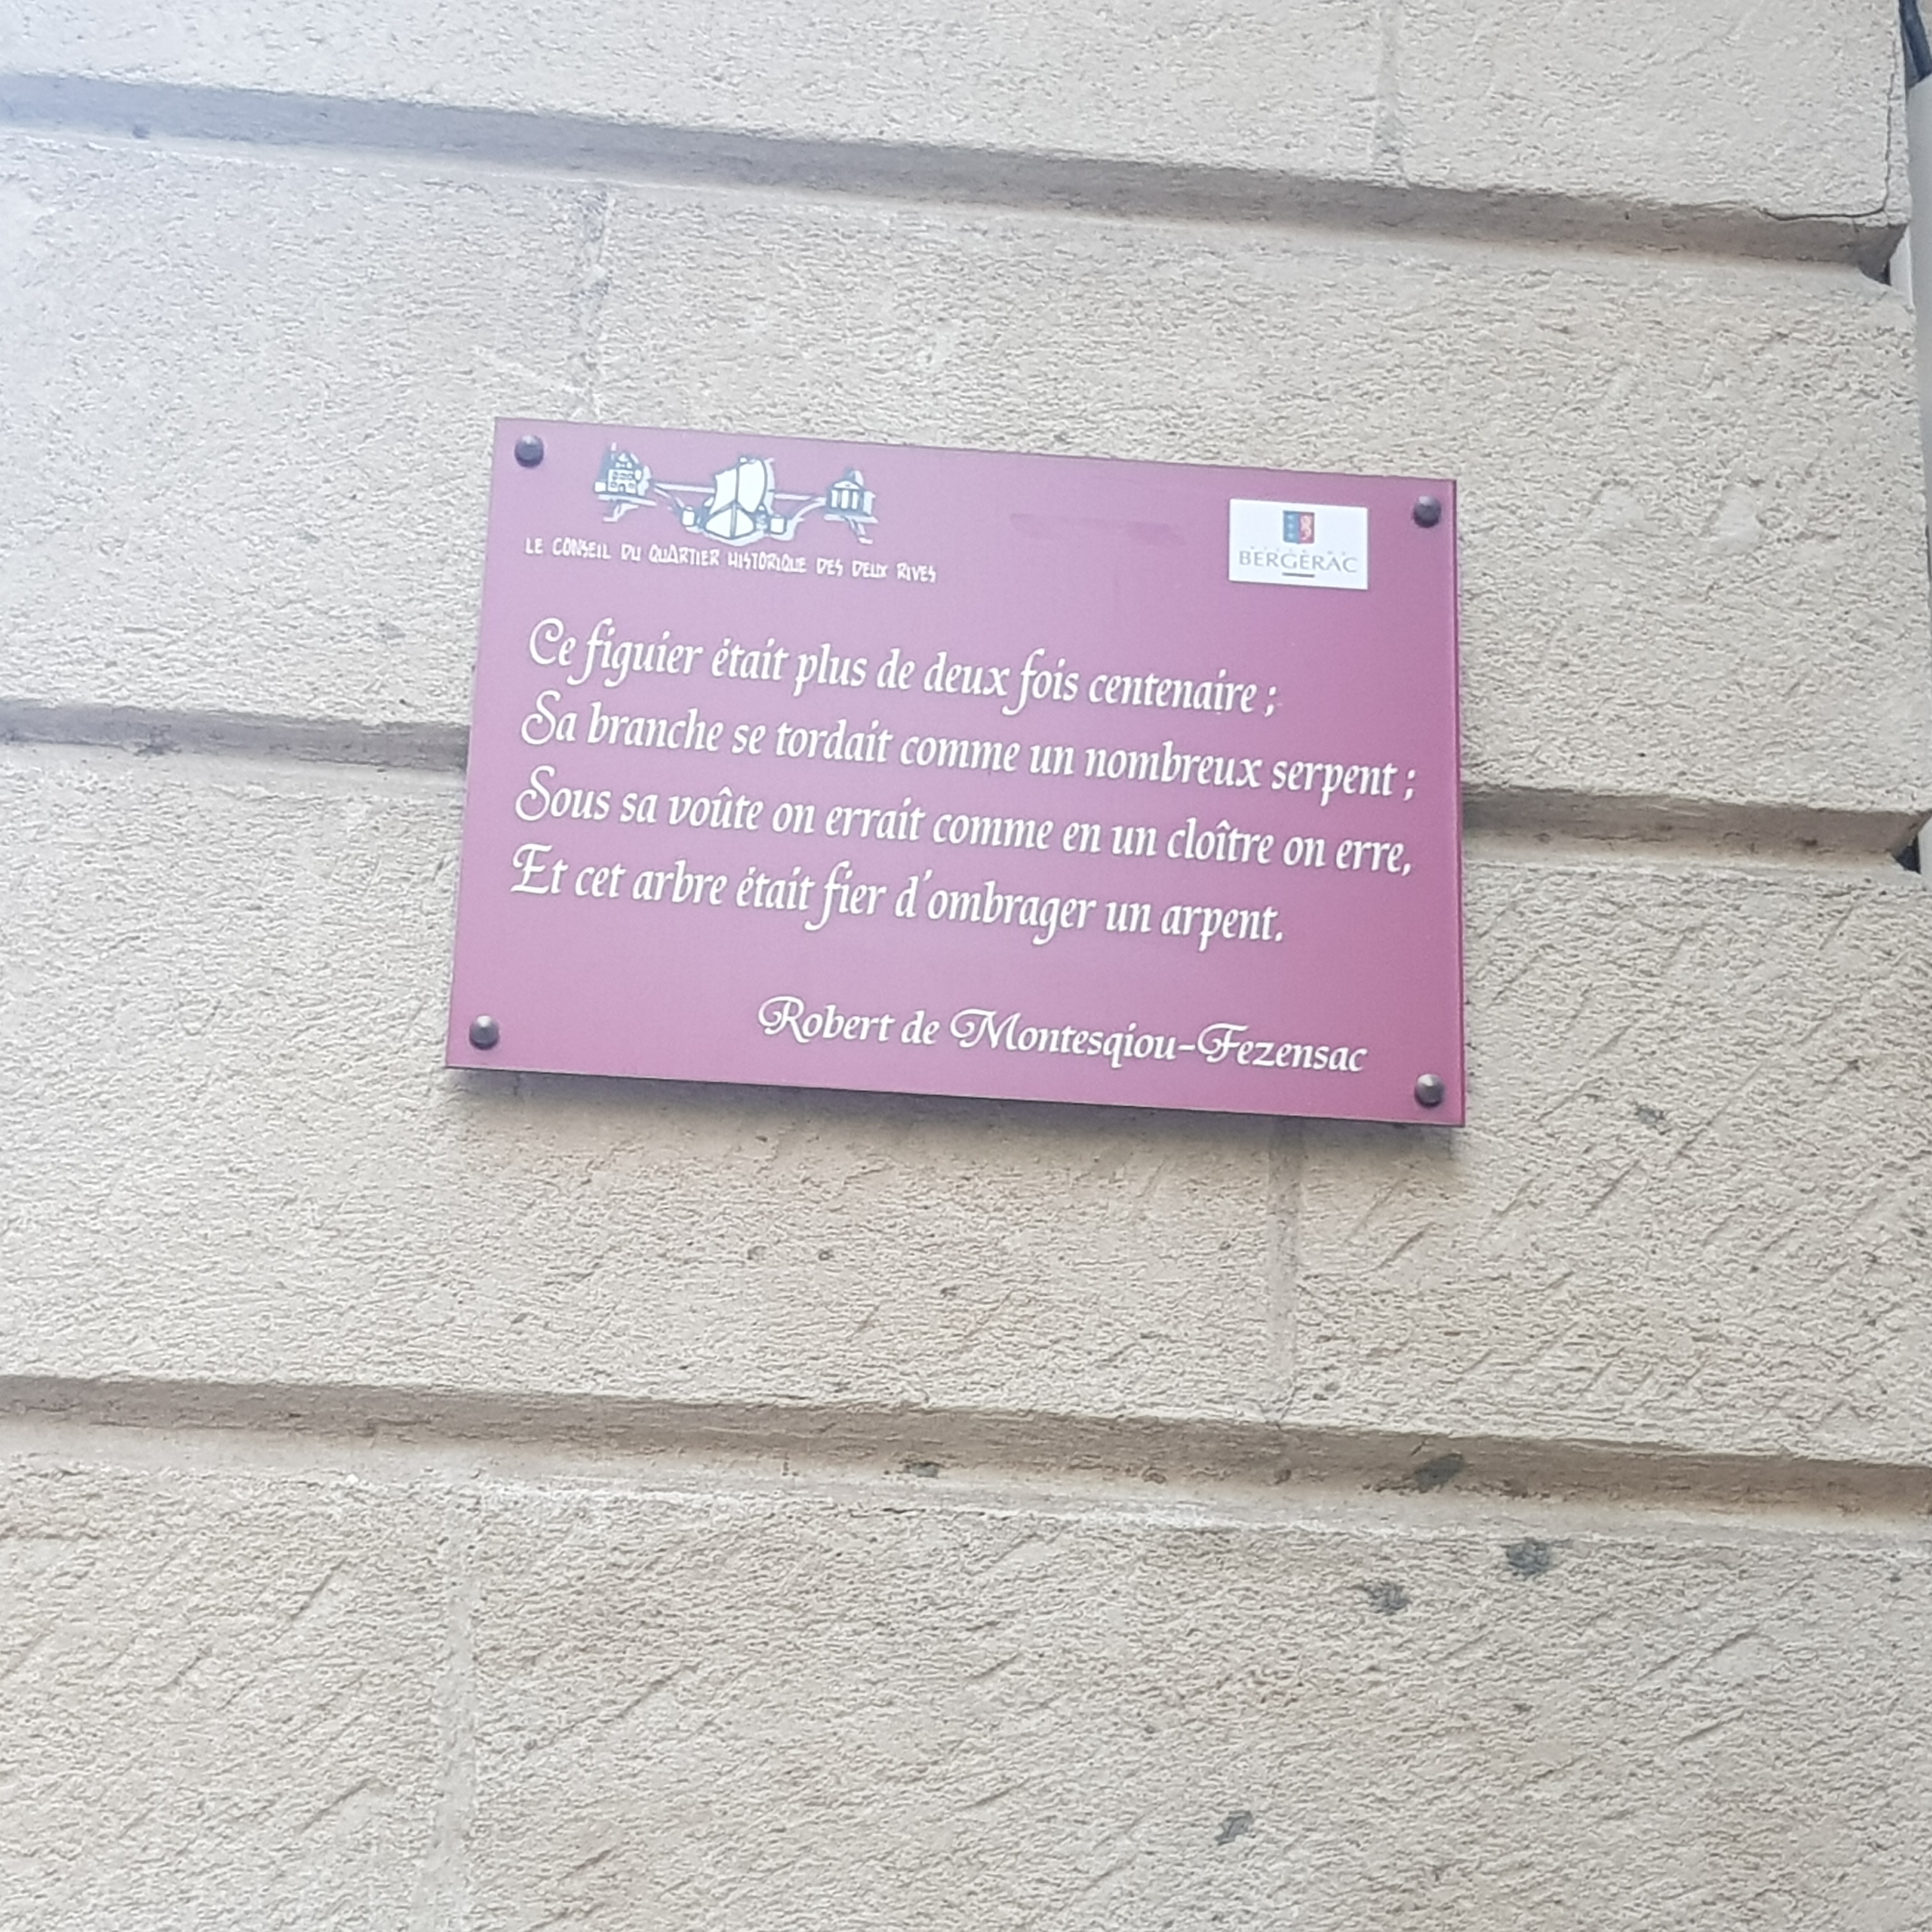 LE CONSEIL DU QUARTIER HISTORIQUE DES DEUX RIVES
BERGERAC
Ce figuier était plus de deux fois centenaire ;
Sa branche se tordait comme un nombreux serpent ;
Sous sa voûte on errait comme en un cloître on erre,
Et cet arbre était fier d'ombrager un arpent.
Robert de Montesqiou-Fezensac